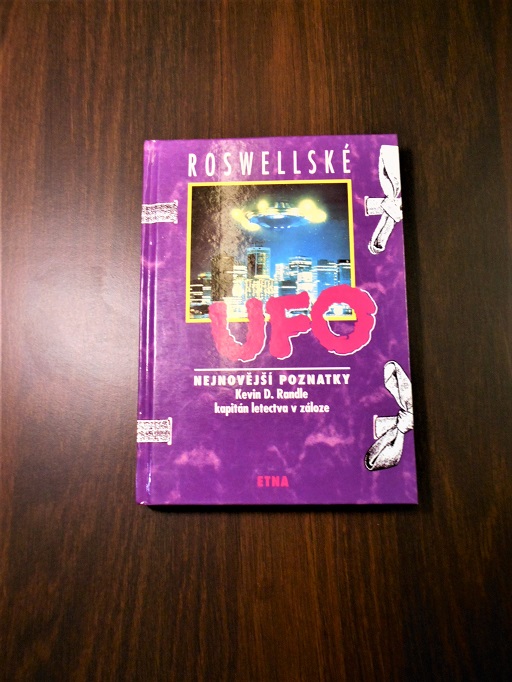 ROSWELLSKÉ
UFO
NEJNOVĚJŠÍ POZNATKY
Kevin D. Randle
kapitán letectva v záloze
ETNA